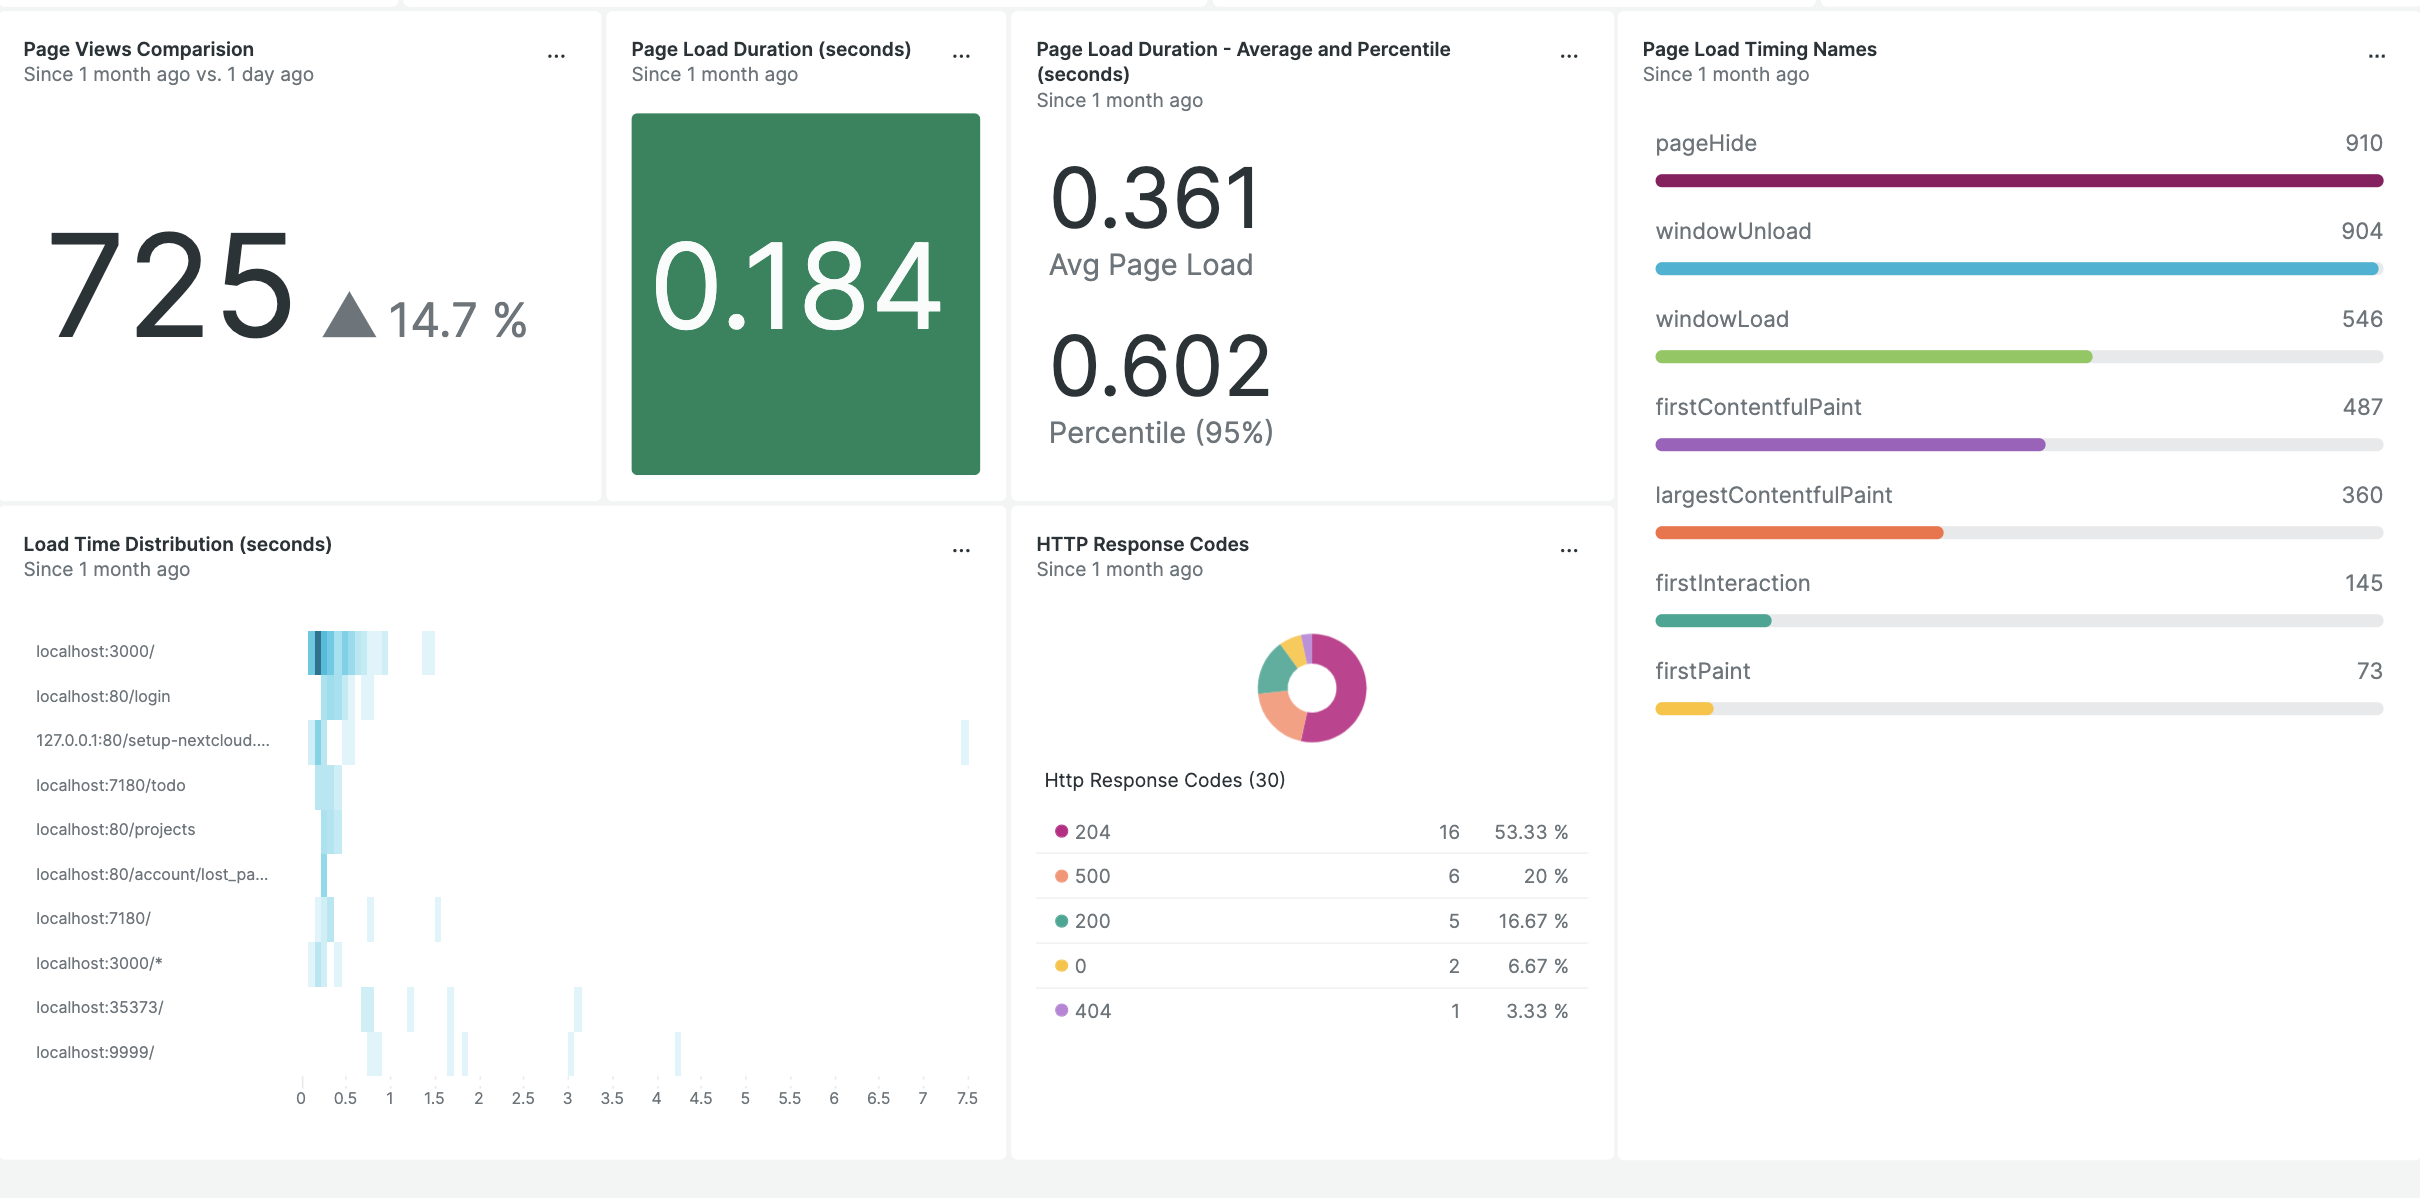 Page Views Comparision
...
Since 1 month ago vs. 1 day ago
725
14.7 %
Page Load Duration (seconds)
...
Since 1 month ago
0.184
Page Load Duration - Average and Percentile
(seconds)
...
Since 1 month ago
0.361
Avg Page Load
0.602
Percentile (95%)
Page Load Timing Names
...
Since 1 month ago
pageHide 910
windowUnload 904
windowLoad 546
firstContentfulPaint 487
largestContentfulPaint 360
firstInteraction 145
firstPaint 73
Load Time Distribution (seconds)
...
Since 1 month ago
localhost:3000/
localhost:80/login
127.0.0.1:80/setup-nextcloud....
localhost:7180/todo
localhost:80/projects
localhost:80/account/lost_pa...
localhost:7180/
localhost:3000/*
localhost:35373/
localhost:9999/
0 0.5 1 1.5 2 2.5 3 3.5 4 4.5 5 5.5 6 6.5 7 7.5
HTTP Response Codes
...
Since 1 month ago
Http Response Codes (30)
204 16 53.33 %
500 6 20 %
200 5 16.67 %
0 2 6.67 %
404 1 3.33 %